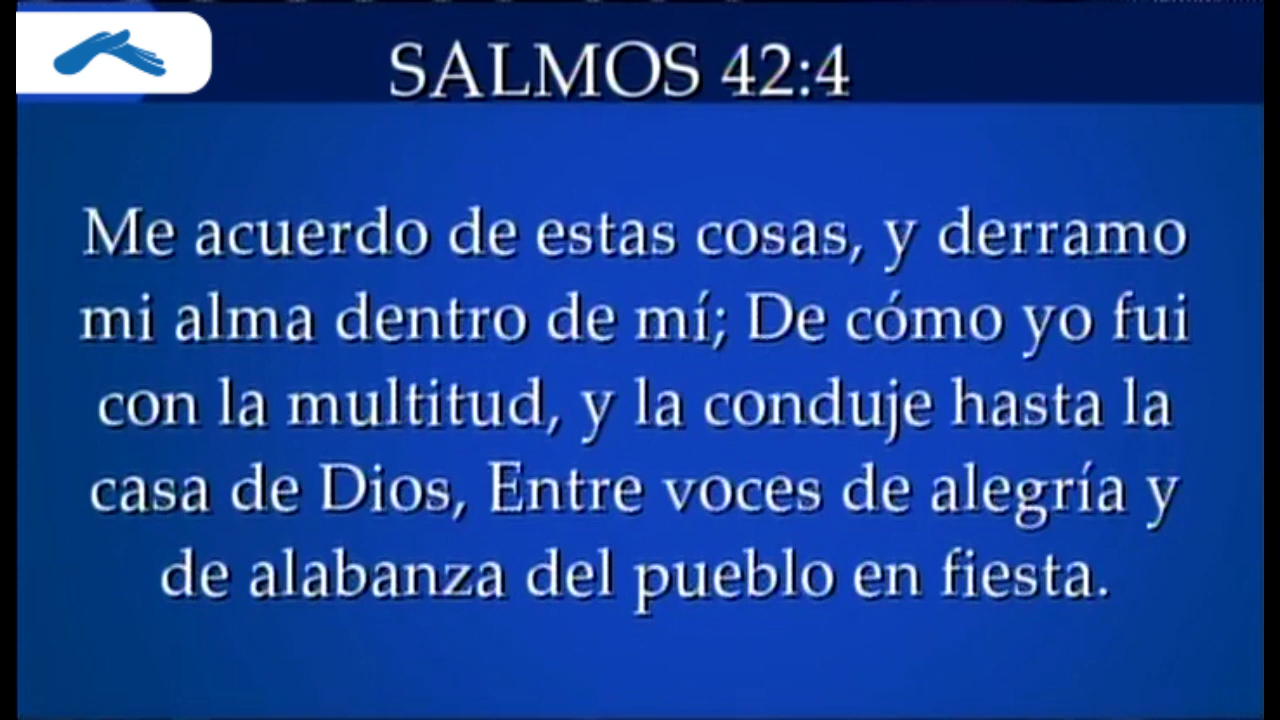 SALMOS 42:4
Me acuerdo de estas cosas, y derramo
mi alma dentro de mí; De cómo yo fui
con la multitud, y la conduje hasta la
casa de Dios, Entre voces de alegría y
de alabanza del pueblo en fiesta.